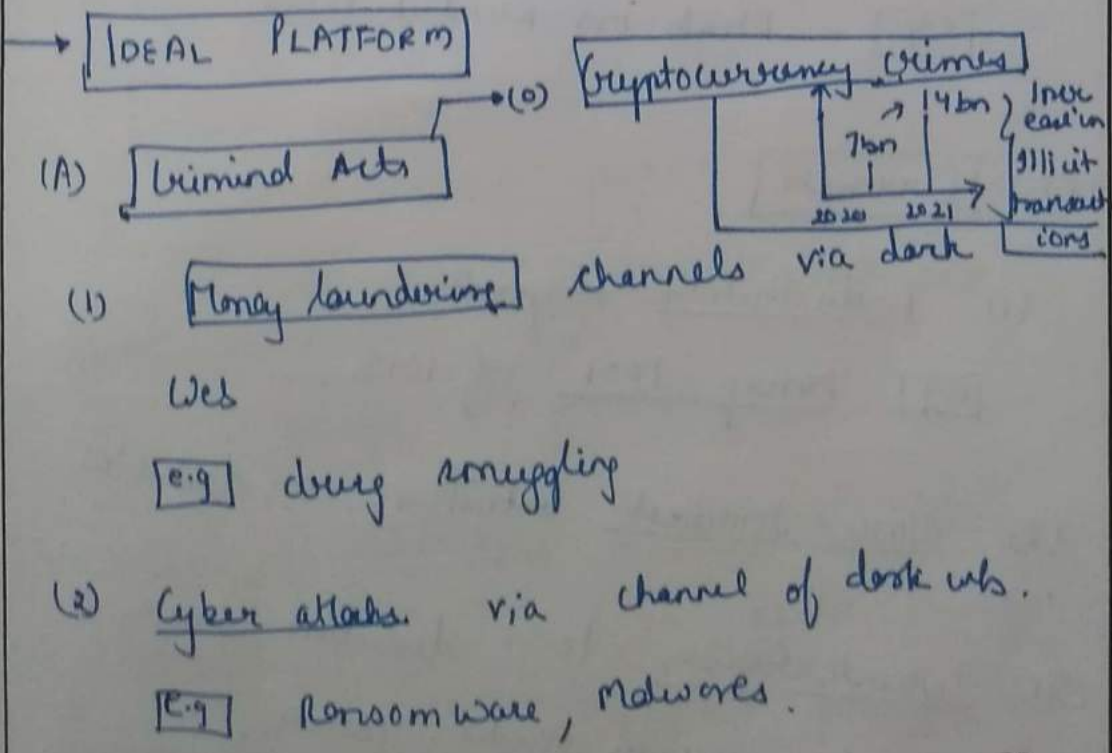 → IDEAL PLATFORM
→(0) Cryptocurrency crimes
7bn → 14bn } Incr
ease in
illicit
transact
ions
2020 2021
(A) Criminal Acts
(1) Money laundering channels via dark
Web
e.g drug smuggling
(2) Cyber attacks. via channel of dark web.
E.g Ransomware, Malwares.